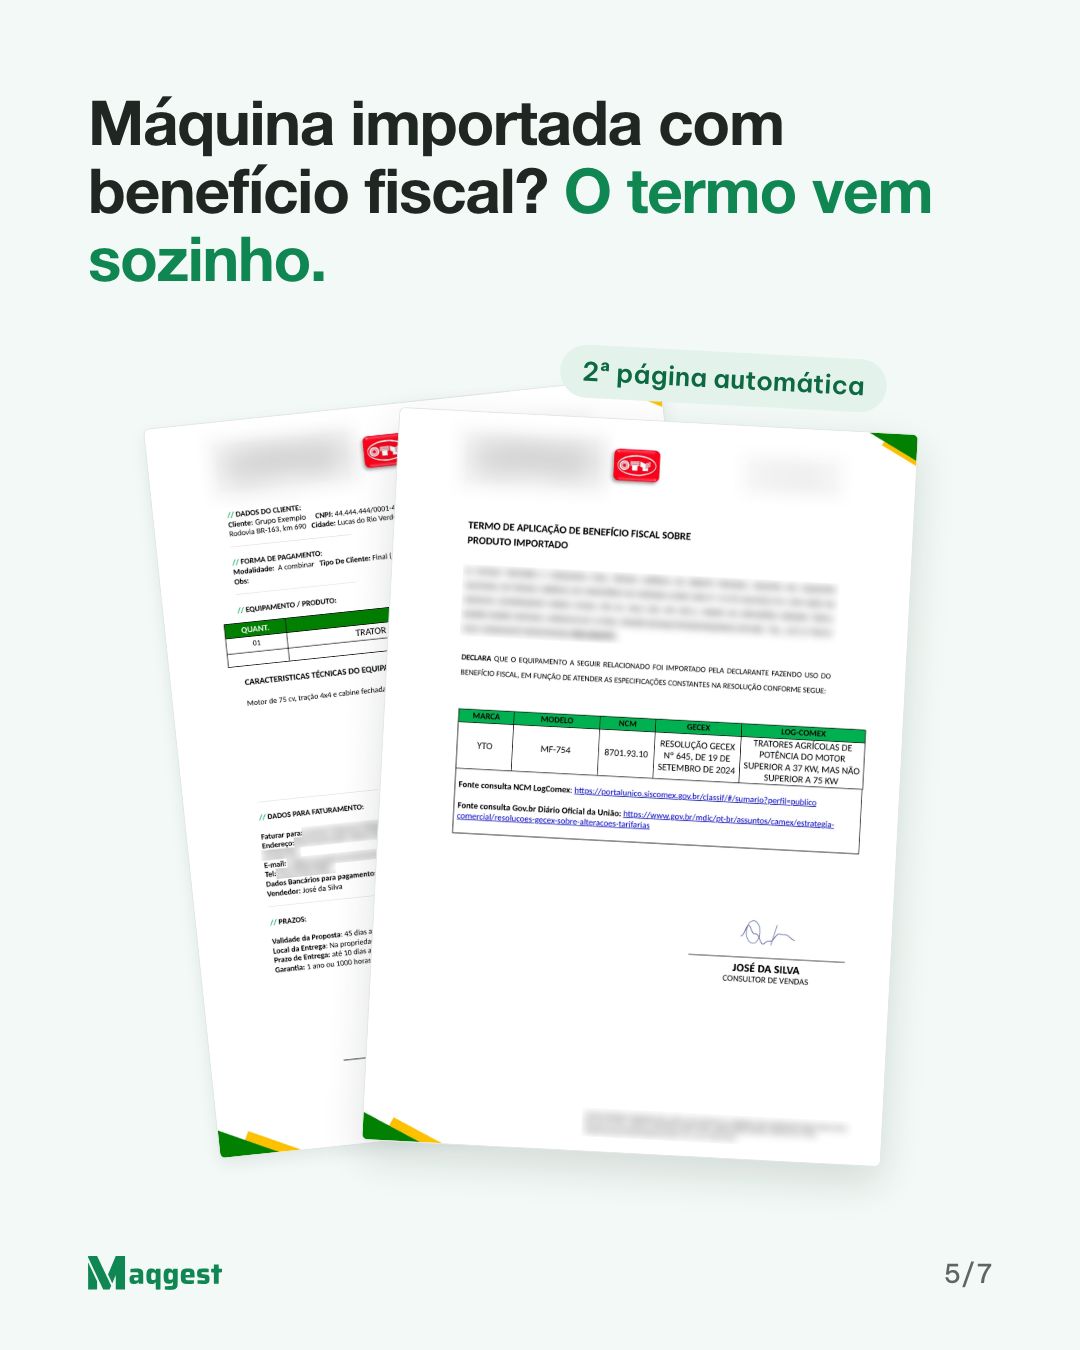 Máquina importada com
benefício fiscal? O termo vem
sozinho.
2ª página automática
// DADOS DO CLIENTE:
Cliente: Grupo Exemplo CNPJ: 44.444.444/0001-4
Rodovia BR-163, km 690 Cidade: Lucas do Rio Verd
// FORMA DE PAGAMENTO:
Modalidade: A combinar Tipo De Cliente: Final
Obs:
// EQUIPAMENTO / PRODUTO:
QUANT.
01 TRATOR
CARACTERISTICAS TÉCNICAS DO EQUIPA
Motor de 75 cv, tração 4x4 e cabine fechada
// DADOS PARA FATURAMENTO:
Faturar para:
Endereço:
E-mail:
Tel:
Dados Bancários para pagamento
Vendedor: José da Silva
// PRAZOS:
Validade da Proposta: 45 dias a
Local da Entrega: Na proprieda
Prazo de Entrega: até 10 dias a
Garantia: 1 ano ou 1000 horas
TERMO DE APLICAÇÃO DE BENEFÍCIO FISCAL SOBRE
PRODUTO IMPORTADO
DECLARA QUE O EQUIPAMENTO A SEGUIR RELACIONADO FOI IMPORTADO PELA DECLARANTE FAZENDO USO DO
BENEFÍCIO FISCAL, EM FUNÇÃO DE ATENDER AS ESPECIFICAÇÕES CONSTANTES NA RESOLUÇÃO CONFORME SEGUE:
MARCA MODELO NCM GECEX LOG-COMEX
YTO MF-754 8701.93.10 RESOLUÇÃO GECEX
Nº 645, DE 19 DE
SETEMBRO DE 2024
TRATORES AGRÍCOLAS DE
POTÊNCIA DO MOTOR
SUPERIOR A 37 KW, MAS NÃO
SUPERIOR A 75 KW
Fonte consulta NCM LogComex: https://portalunico.siscomex.gov.br/classif/#/sumario?perfil=publico
Fonte consulta Gov.br Diário Oficial da União: https://www.gov.br/mdic/pt-br/assuntos/camex/estrategia-
comercial/resolucoes-gecex-sobre-alteracoes-tarifarias
JOSÉ DA SILVA
CONSULTOR DE VENDAS
Maqgest
5/7